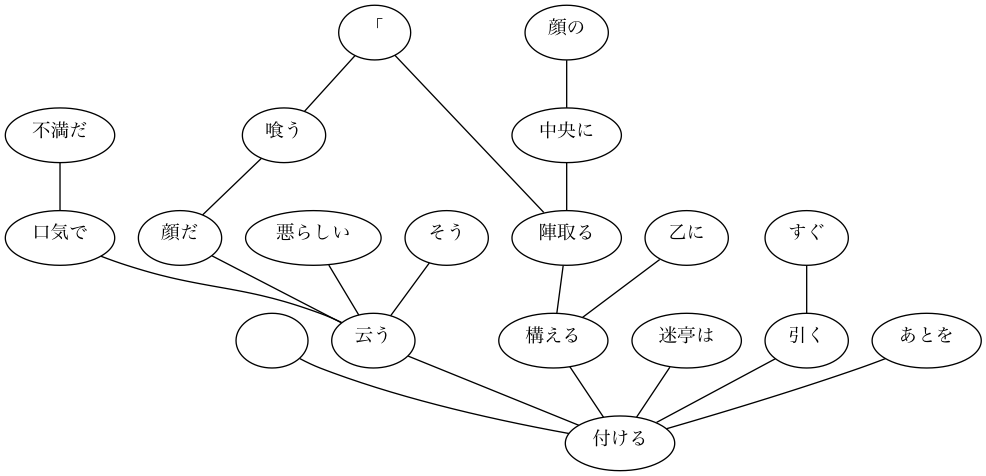 「
顔の
不満だ
喰う
中央に
口気で
顔だ
悪らしい
そう
陣取る
乙に
すぐ
云う
構える
迷亭は
引く
あとを
付ける